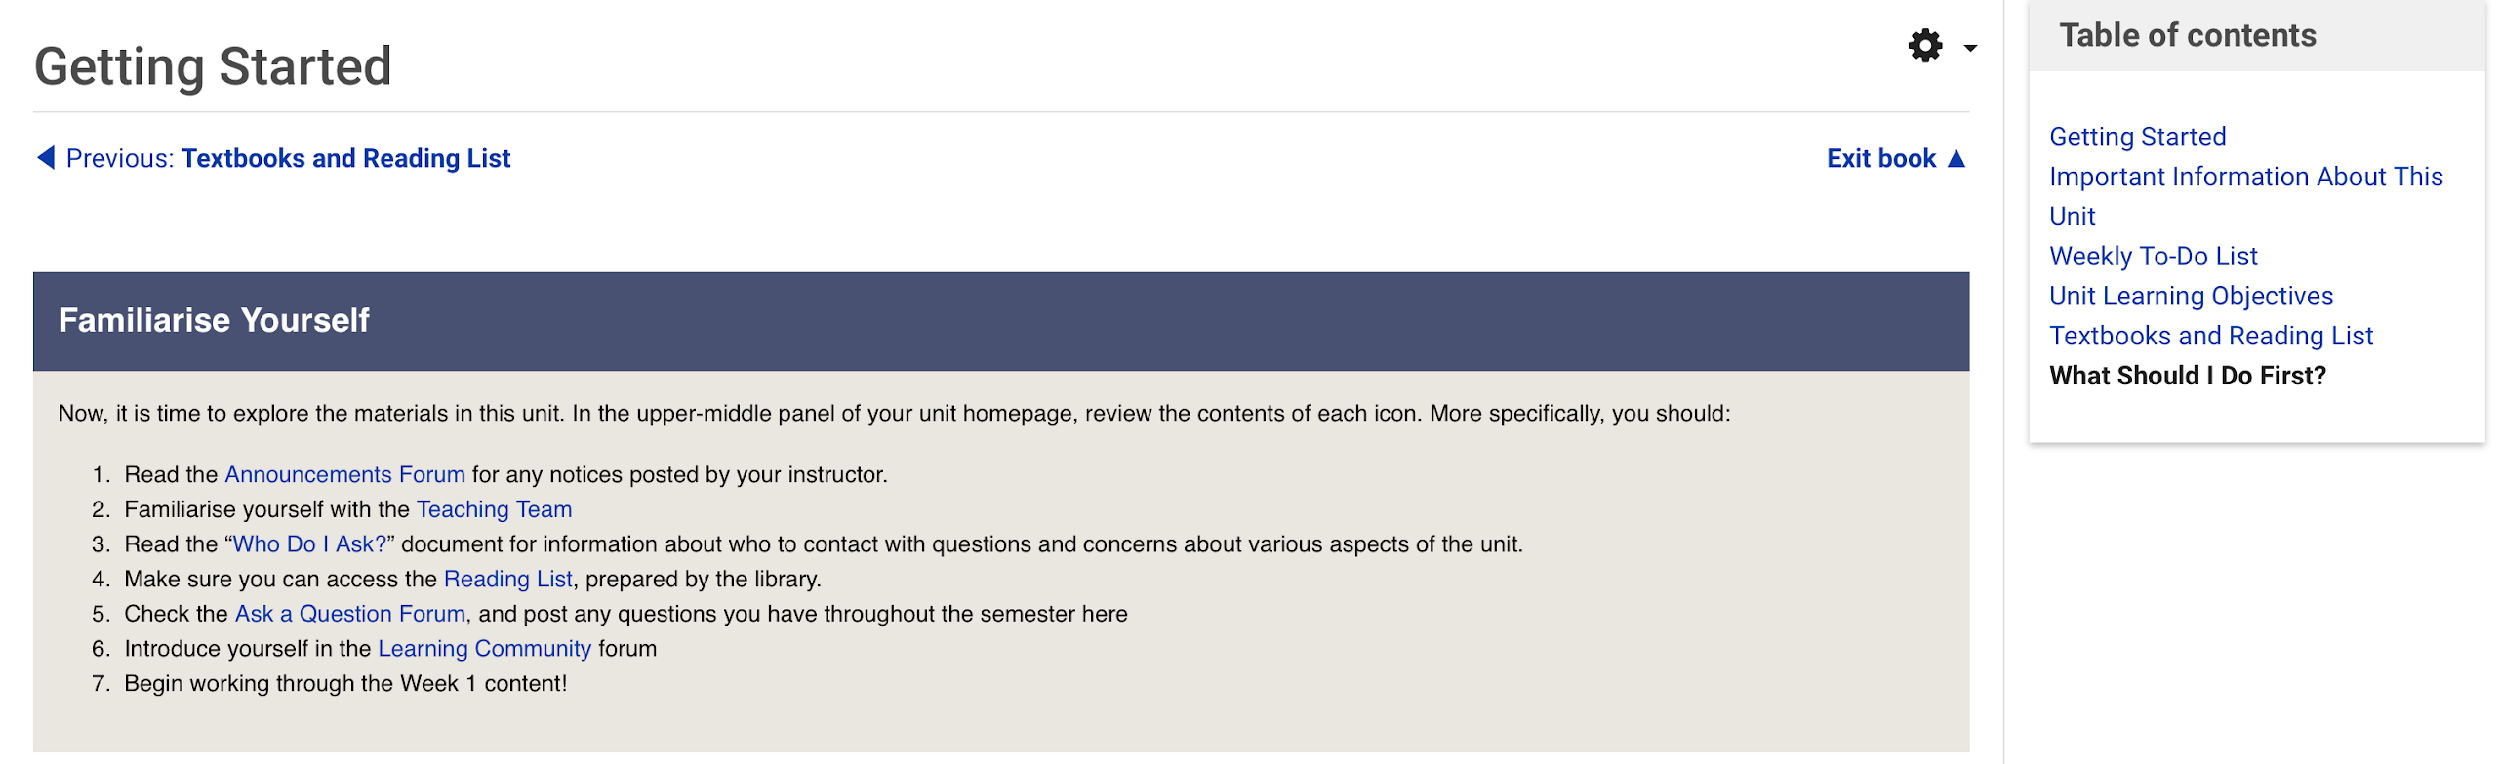 Getting Started
Previous: Textbooks and Reading List
Exit book
Familiarise Yourself
Now, it is time to explore the materials in this unit. In the upper-middle panel of your unit homepage, review the contents of each icon. More specifically, you should:
1. Read the Announcements Forum for any notices posted by your instructor.
2. Familiarise yourself with the Teaching Team
3. Read the “Who Do I Ask?” document for information about who to contact with questions and concerns about various aspects of the unit.
4. Make sure you can access the Reading List, prepared by the library.
5. Check the Ask a Question Forum, and post any questions you have throughout the semester here
6. Introduce yourself in the Learning Community forum
7. Begin working through the Week 1 content!
Table of contents
Getting Started
Important Information About This
Unit
Weekly To-Do List
Unit Learning Objectives
Textbooks and Reading List
What Should I Do First?